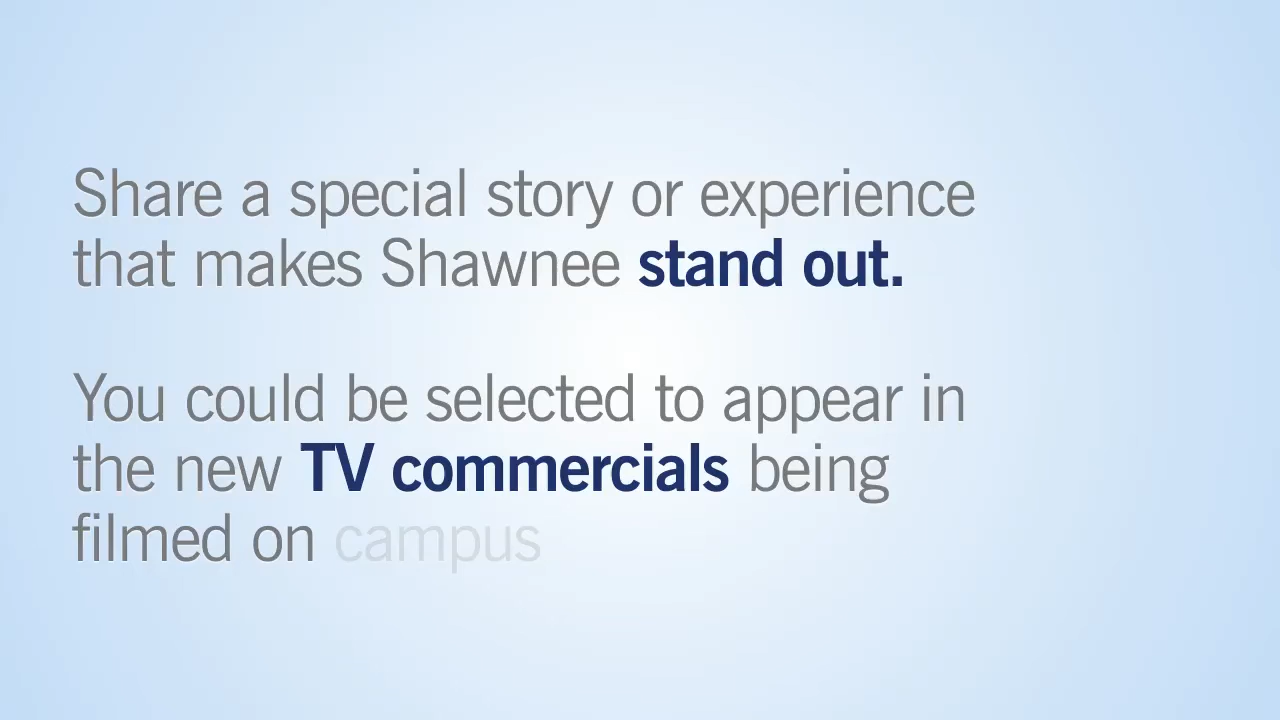 Share a special story or experience
that makes Shawnee stand out.
You could be selected to appear in
the new TV commercials being
filmed on campus